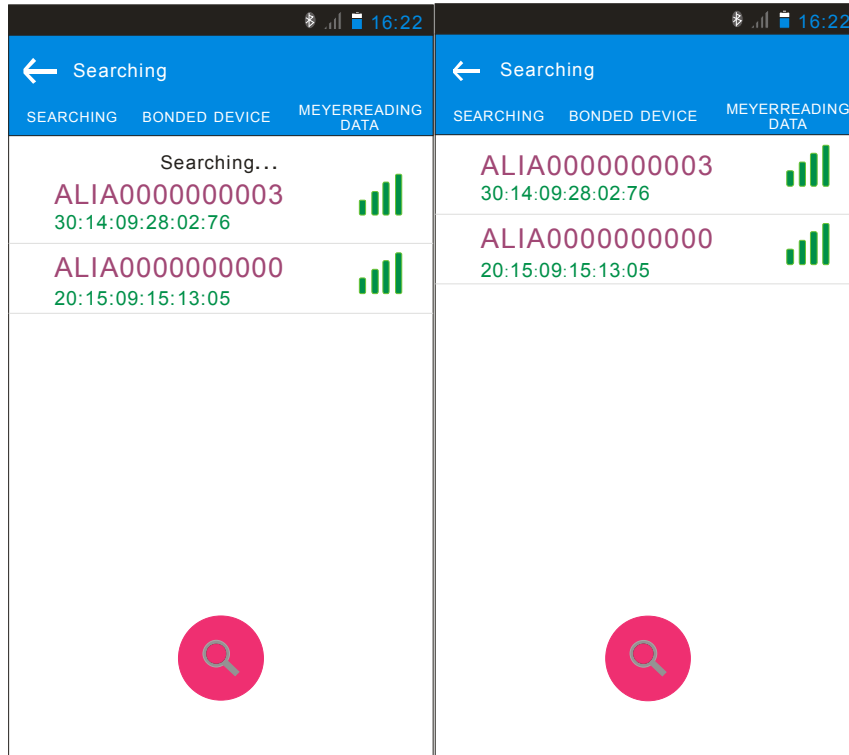 16:22
Searching
SEARCHING BONDED DEVICE MEYERREADING
DATA
Searching...
ALIA0000000003
30:14:09:28:02:76
ALIA0000000000
20:15:09:15:13:05
16:22
Searching
SEARCHING BONDED DEVICE MEYERREADING
DATA
ALIA0000000003
30:14:09:28:02:76
ALIA0000000000
20:15:09:15:13:05